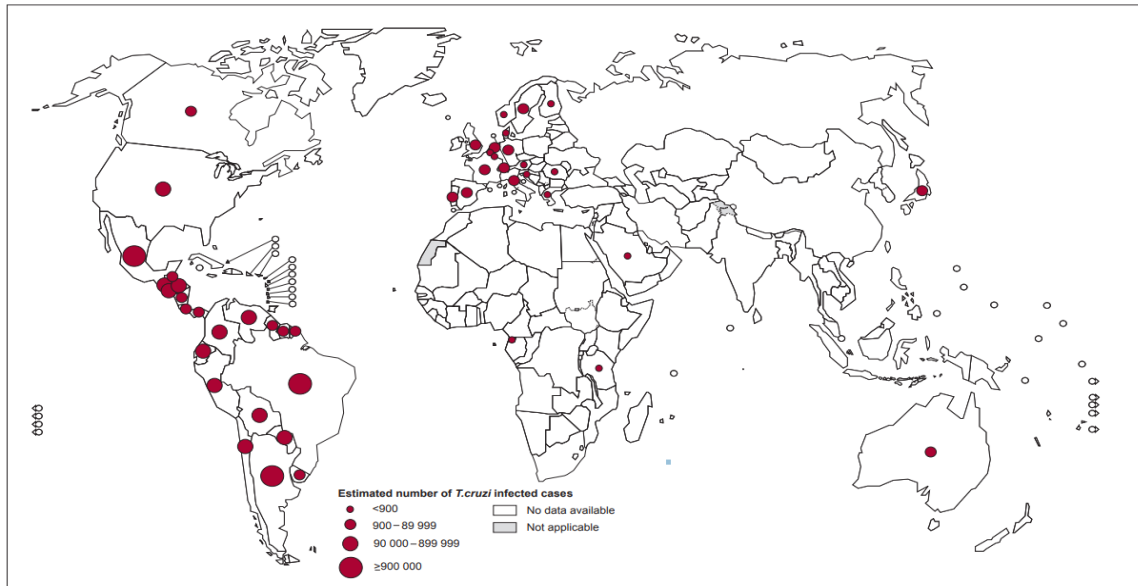 Estimated number of T.cruzi infected cases
<900
900–89 999
90 000–899 999
≥900 000
No data available
Not applicable